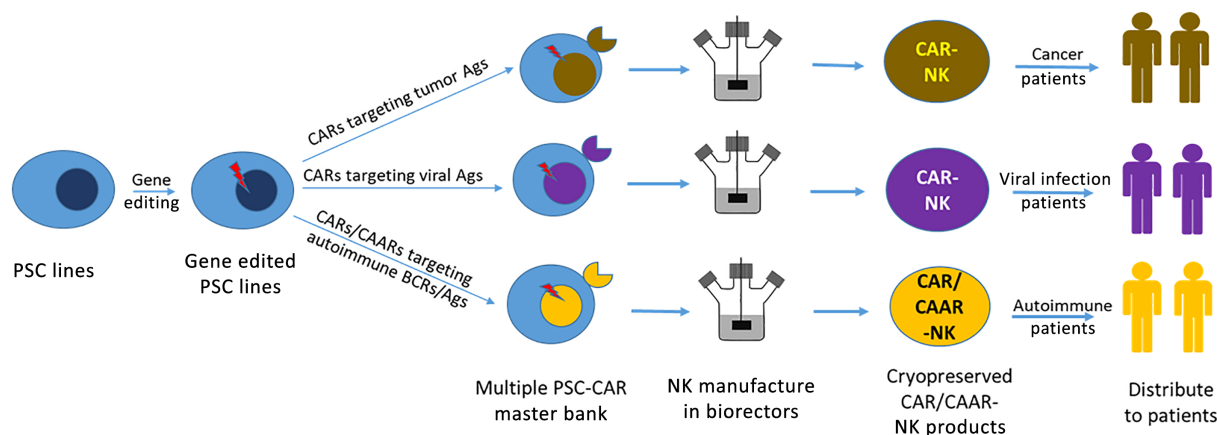 PSC lines
Gene
editing
Gene edited
PSC lines
CARs targeting tumor Ags
CARs targeting viral Ags
CARs/CAARs targeting
autoimmune BCRs/Ags
Multiple PSC-CAR
master bank
NK manufacture
in biorectors
CAR-
NK
CAR-
NK
CAR/
CAAR
-NK
Cryopreserved
CAR/CAAR-
NK products
Cancer
patients
Viral infection
patients
Autoimmune
patients
Distribute
to patients